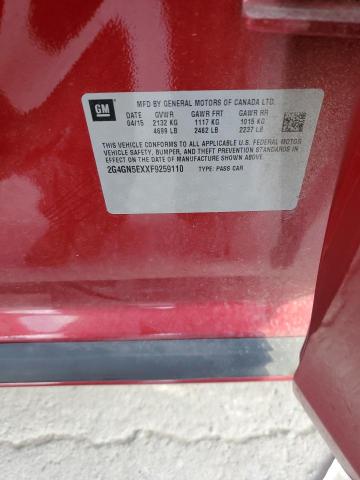 GM
MFD BY GENERAL MOTORS OF CANADA LTD.
DATE GVWR GAWR FRT GAWR RR
04/15 2132 KG 1117 KG 1015 KG
4699 LB 2462 LB 2237 LB
THIS VEHICLE CONFORMS TO ALL APPLICABLE U.S. FEDERAL MOTOR
VEHICLE SAFETY, BUMPER, AND THEFT PREVENTION STANDARDS IN
EFFECT ON THE DATE OF MANUFACTURE SHOWN ABOVE.
2G4GN5EXXF9259110 TYPE: PASS CAR